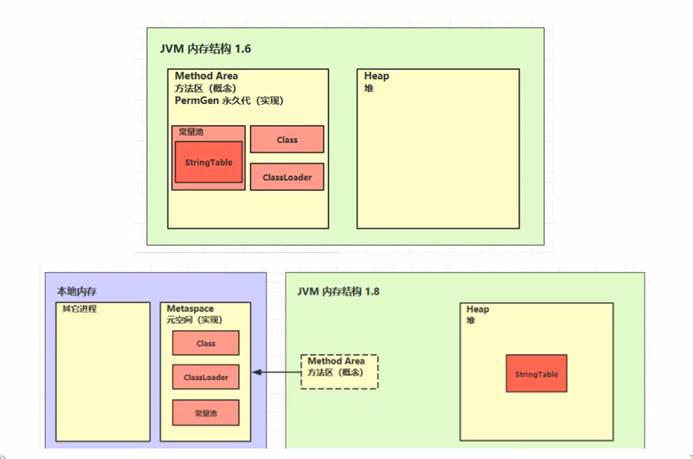 JVM 内存结构 1.6
Method Area
方法区（概念）
PermGen 永久代（实现）
常量池
StringTable
Class
ClassLoader
Heap
堆
本地内存
其它进程
Metaspace
元空间（实现）
Class
ClassLoader
常量池
JVM 内存结构 1.8
Method Area
方法区（概念）
Heap
堆
StringTable